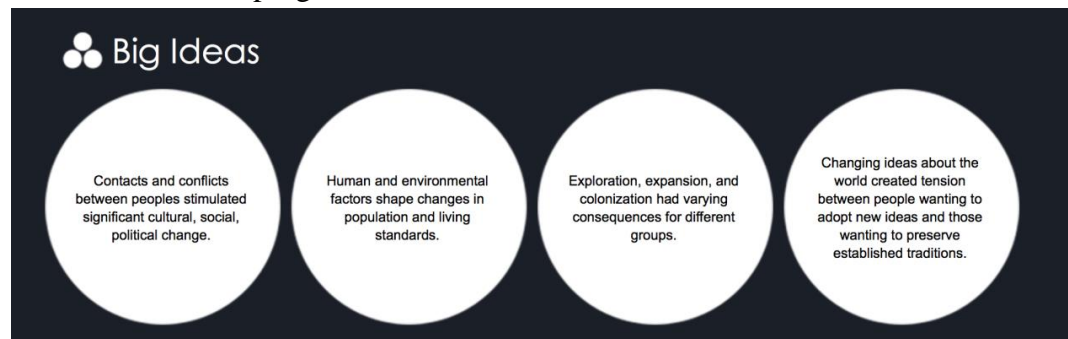 Big Ideas
Contacts and conflicts
between peoples stimulated
significant cultural, social,
political change.
Human and environmental
factors shape changes in
population and living
standards.
Exploration, expansion, and
colonization had varying
consequences for different
groups.
Changing ideas about the
world created tension
between people wanting to
adopt new ideas and those
wanting to preserve
established traditions.